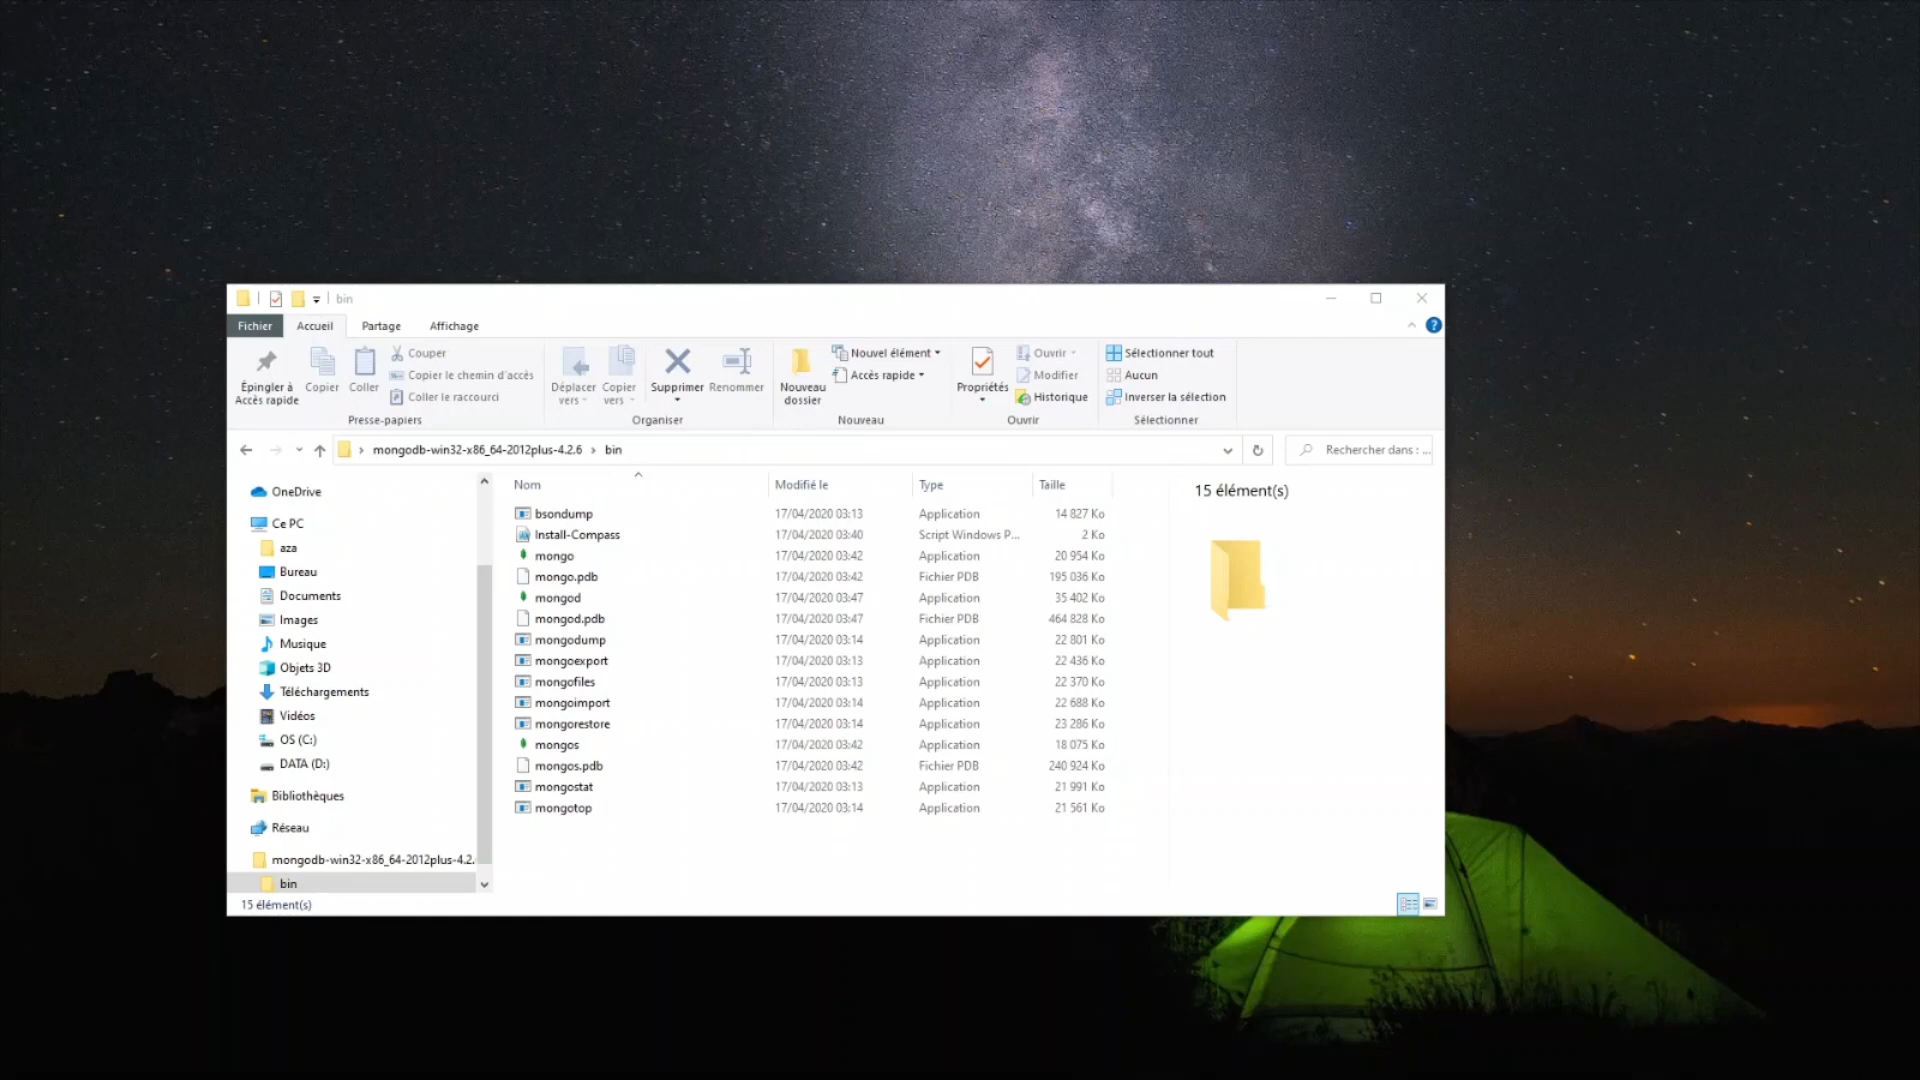 bin
Fichier Accueil Partage Affichage
Épingler à Accès rapide
Copier
Coller
Couper
Copier le chemin d'accès
Coller le raccourci
Presse-papiers
Déplacer vers
Copier vers
Supprimer
Renommer
Organiser
Nouveau dossier
Nouvel élément
Accès rapide
Nouveau
Propriétés
Ouvrir
Modifier
Historique
Ouvrir
Sélectionner tout
Aucun
Inverser la sélection
Sélectionner
mongodb-win32-x86_64-2012plus-4.2.6 > bin
Rechercher dans : ...
OneDrive
Ce PC
aza
Bureau
Documents
Images
Musique
Objets 3D
Téléchargements
Vidéos
OS (C:)
DATA (D:)
Bibliothèques
Réseau
mongodb-win32-x86_64-2012plus-4.2.
bin
Nom Modifié le Type Taille
bsondump 17/04/2020 03:13 Application 14 827 Ko
Install-Compass 17/04/2020 03:40 Script Windows P... 2 Ko
mongo 17/04/2020 03:42 Application 20 954 Ko
mongo.pdb 17/04/2020 03:42 Fichier PDB 195 036 Ko
mongod 17/04/2020 03:47 Application 35 402 Ko
mongod.pdb 17/04/2020 03:47 Fichier PDB 464 828 Ko
mongodump 17/04/2020 03:14 Application 22 801 Ko
mongoexport 17/04/2020 03:13 Application 22 436 Ko
mongofiles 17/04/2020 03:13 Application 22 370 Ko
mongoimport 17/04/2020 03:14 Application 22 688 Ko
mongorestore 17/04/2020 03:14 Application 23 286 Ko
mongos 17/04/2020 03:42 Application 18 075 Ko
mongos.pdb 17/04/2020 03:42 Fichier PDB 240 924 Ko
mongostat 17/04/2020 03:13 Application 21 991 Ko
mongotop 17/04/2020 03:14 Application 21 561 Ko
15 élément(s)
15 élément(s)